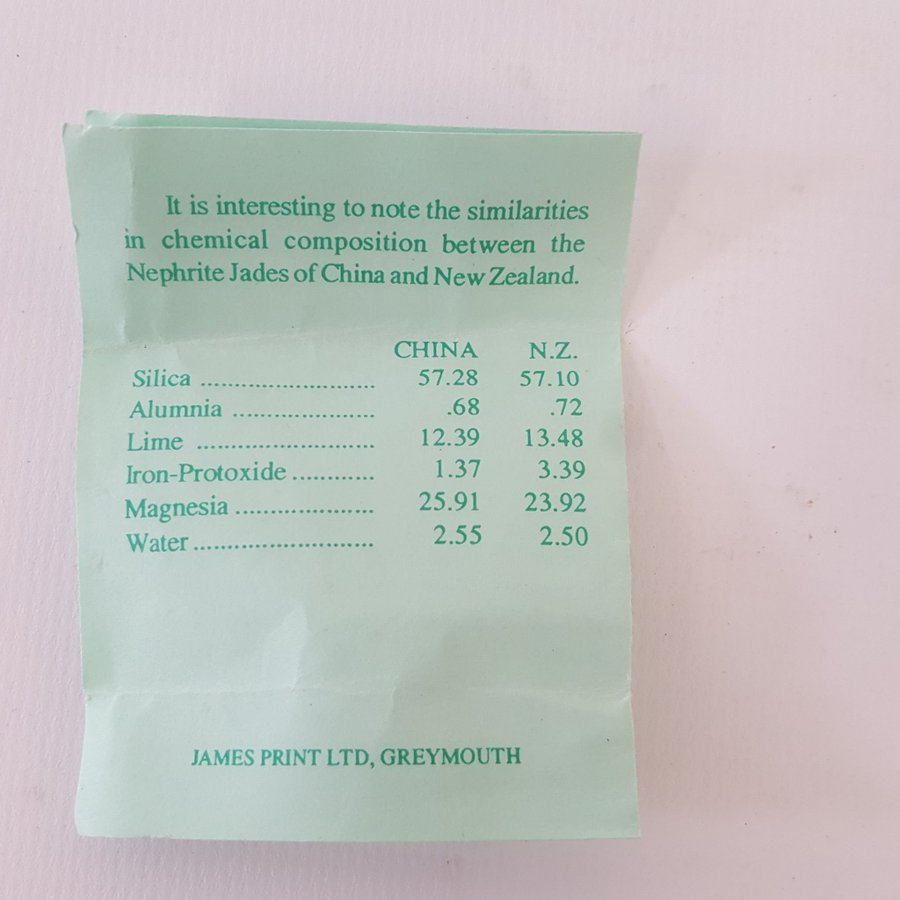 It is interesting to note the similarities
in chemical composition between the
Nephrite Jades of China and New Zealand.
CHINA N.Z.
Silica .......................... 57.28 57.10
Alumnia ..................... .68 .72
Lime .......................... 12.39 13.48
Iron-Protoxide ............ 1.37 3.39
Magnesia ..................... 25.91 23.92
Water ........................... 2.55 2.50
JAMES PRINT LTD, GREYMOUTH